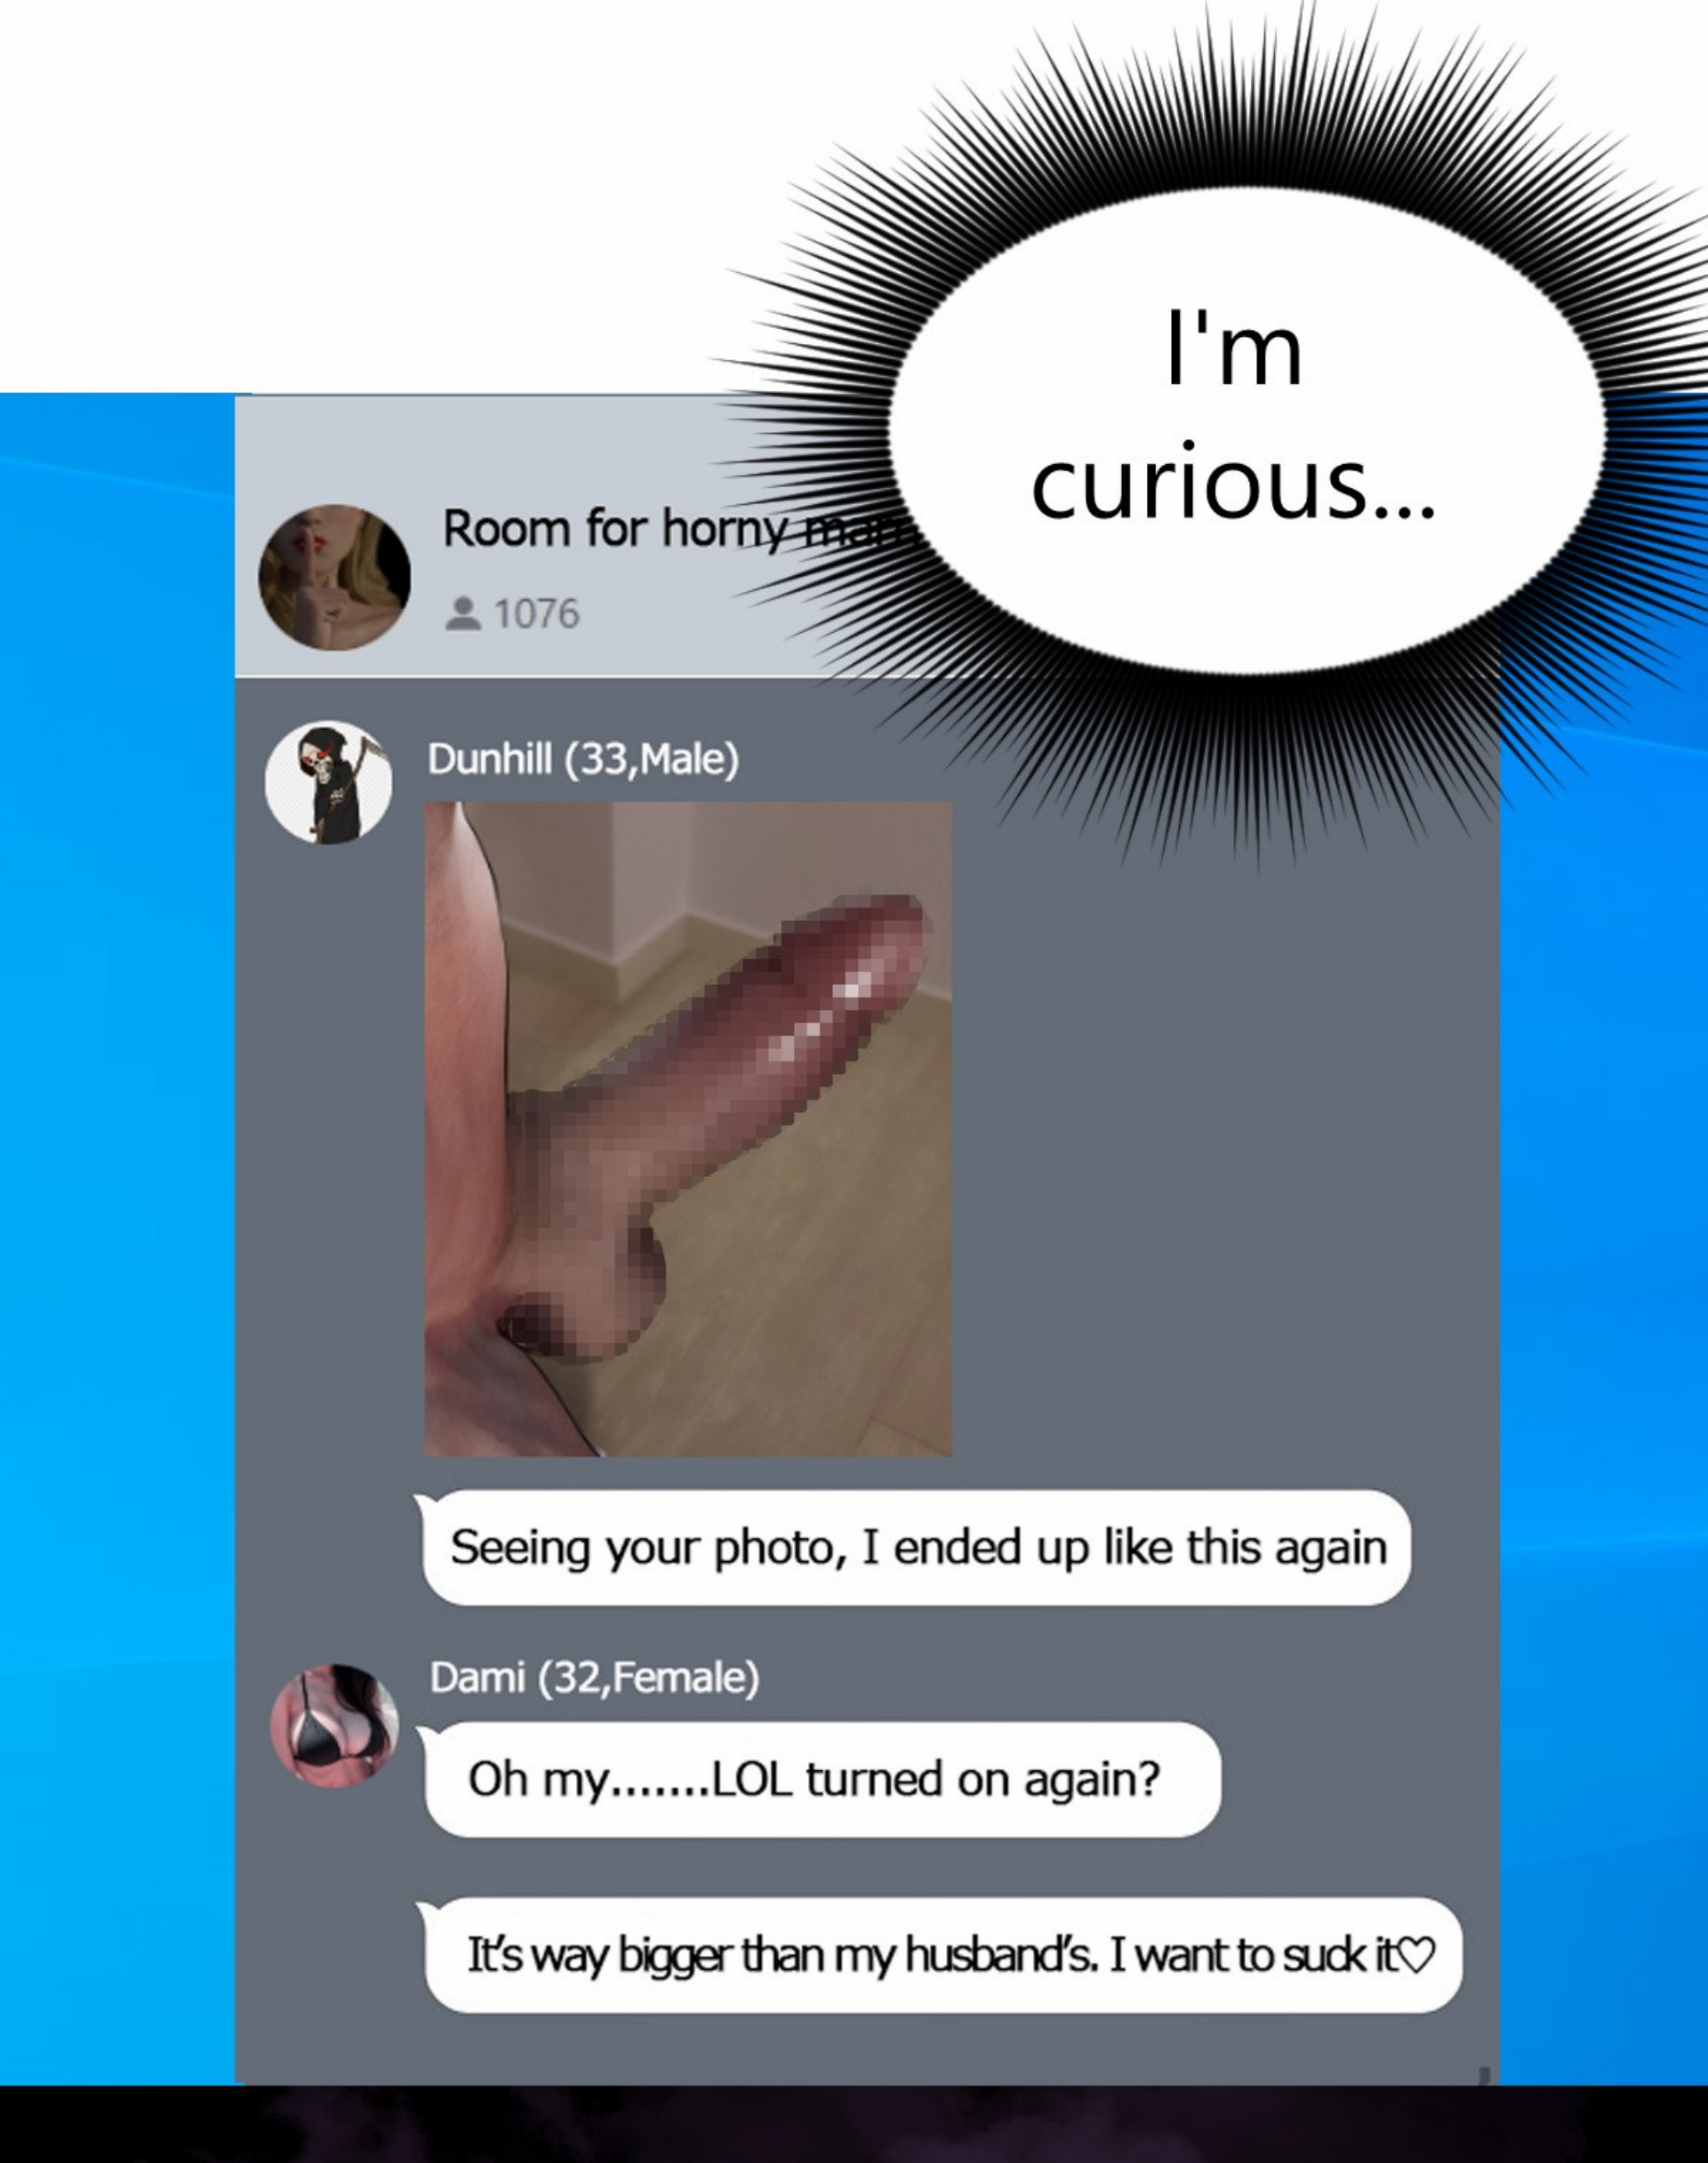 I'm
curious...
Room for horny
1076
Dunhill (33,Male)
Seeing your photo, I ended up like this again
Dami (32,Female)
Oh my.......LOL turned on again?
It's way bigger than my husband's. I want to suck it♡